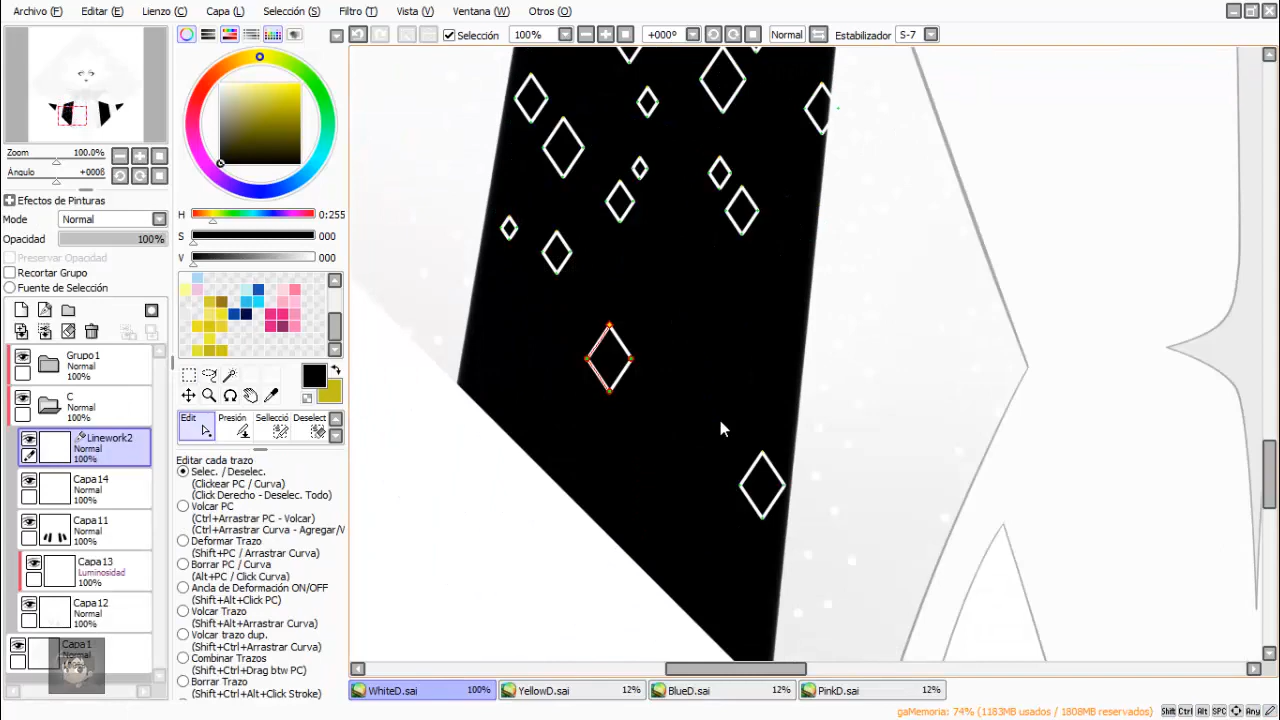 Archivo (F) Editar (E) Lienzo (C) Capa (L) Selección (S) Filtro (T) Vista (V) Ventana (W) Otros (O)
Selección 100% +000° Normal Estabilizador S-7
Zoom 100.0%
Ángulo +000ß
Efectos de Pinturas
Modo Normal
Opacidad 100%
Preservar Opacidad
Recortar Grupo
Fuente de Selección
Grupo1
Normal
100%
C
Normal
100%
Linework2
Normal
100%
Capa14
Normal
100%
Capa11
Normal
100%
Capa13
Luminosidad
100%
Capa12
Normal
100%
Capa1
H 0:255
S 000
V 000
Edit Presión Sellecció Deselect
Editar cada trazo
Selec. / Deselec.
(Clickear PC / Curva)
(Click Derecho - Deselec. Todo)
Volcar PC
(Ctrl+Arrastrar PC - Volcar)
(Ctrl+Arrastrar Curva - Agregar/V
Deformar Trazo
(Shift+PC / Arrastrar Curva)
Borrar PC / Curva
(Alt+PC / Click Curva)
Ancla de Deformación ON/OFF
(Shift+Alt+Click PC)
Volcar Trazo
(Shift+Alt+Arrastrar Curva)
Volcar trazo dup.
(Shift+Ctrl+Arrastrar Curva)
Combinar Trazos
(Shift+Ctrl+Drag btw PC)
Borrar Trazo
(Shift+Ctrl+Alt+Click Stroke)
WhiteD.sai 100% YellowD.sai 12% BlueD.sai 12% PinkD.sai 12%
gaMemoria: 74% (1183MB usados / 1808MB reservados) Shift Ctrl Alt SPC Any